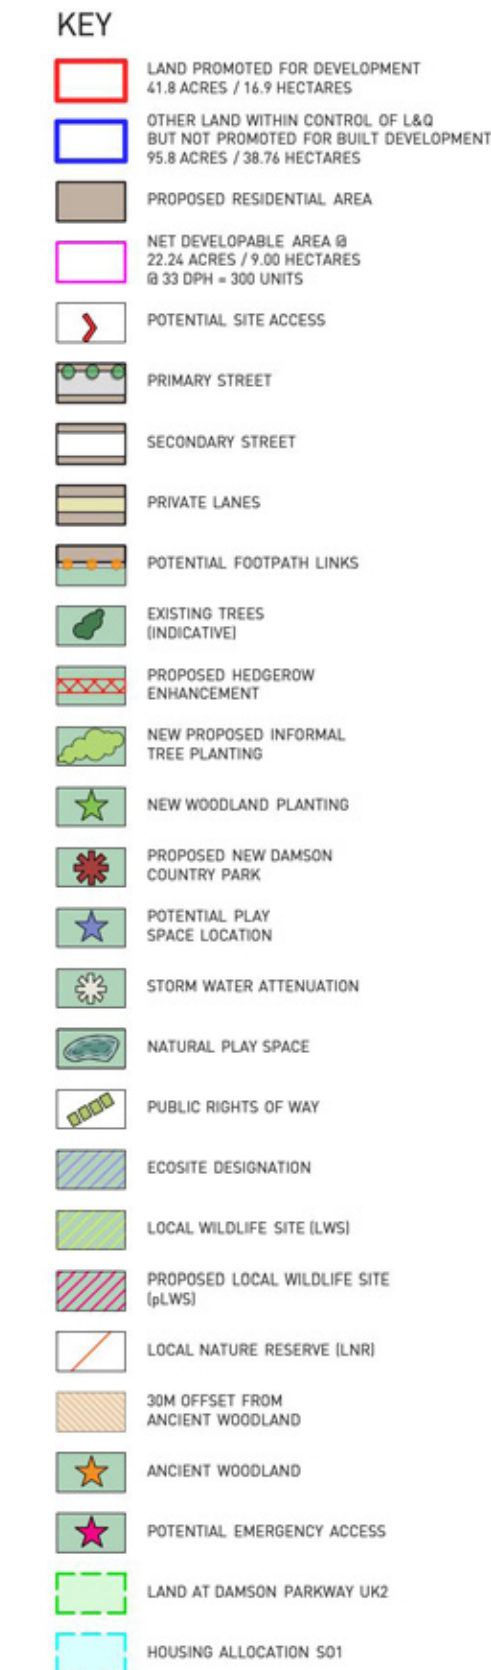 KEY
LAND PROMOTED FOR DEVELOPMENT
41.8 ACRES / 16.9 HECTARES
OTHER LAND WITHIN CONTROL OF L&Q
BUT NOT PROMOTED FOR BUILT DEVELOPMENT
95.8 ACRES / 38.76 HECTARES
PROPOSED RESIDENTIAL AREA
NET DEVELOPABLE AREA @
22.24 ACRES / 9.00 HECTARES
@ 33 DPH = 300 UNITS
POTENTIAL SITE ACCESS
PRIMARY STREET
SECONDARY STREET
PRIVATE LANES
POTENTIAL FOOTPATH LINKS
EXISTING TREES
(INDICATIVE)
PROPOSED HEDGEROW
ENHANCEMENT
NEW PROPOSED INFORMAL
TREE PLANTING
NEW WOODLAND PLANTING
PROPOSED NEW DAMSON
COUNTRY PARK
POTENTIAL PLAY
SPACE LOCATION
STORM WATER ATTENUATION
NATURAL PLAY SPACE
PUBLIC RIGHTS OF WAY
ECOSITE DESIGNATION
LOCAL WILDLIFE SITE (LWS)
PROPOSED LOCAL WILDLIFE SITE
(pLWS)
LOCAL NATURE RESERVE (LNR)
30M OFFSET FROM
ANCIENT WOODLAND
ANCIENT WOODLAND
POTENTIAL EMERGENCY ACCESS
LAND AT DAMSON PARKWAY UK2
HOUSING ALLOCATION SO1